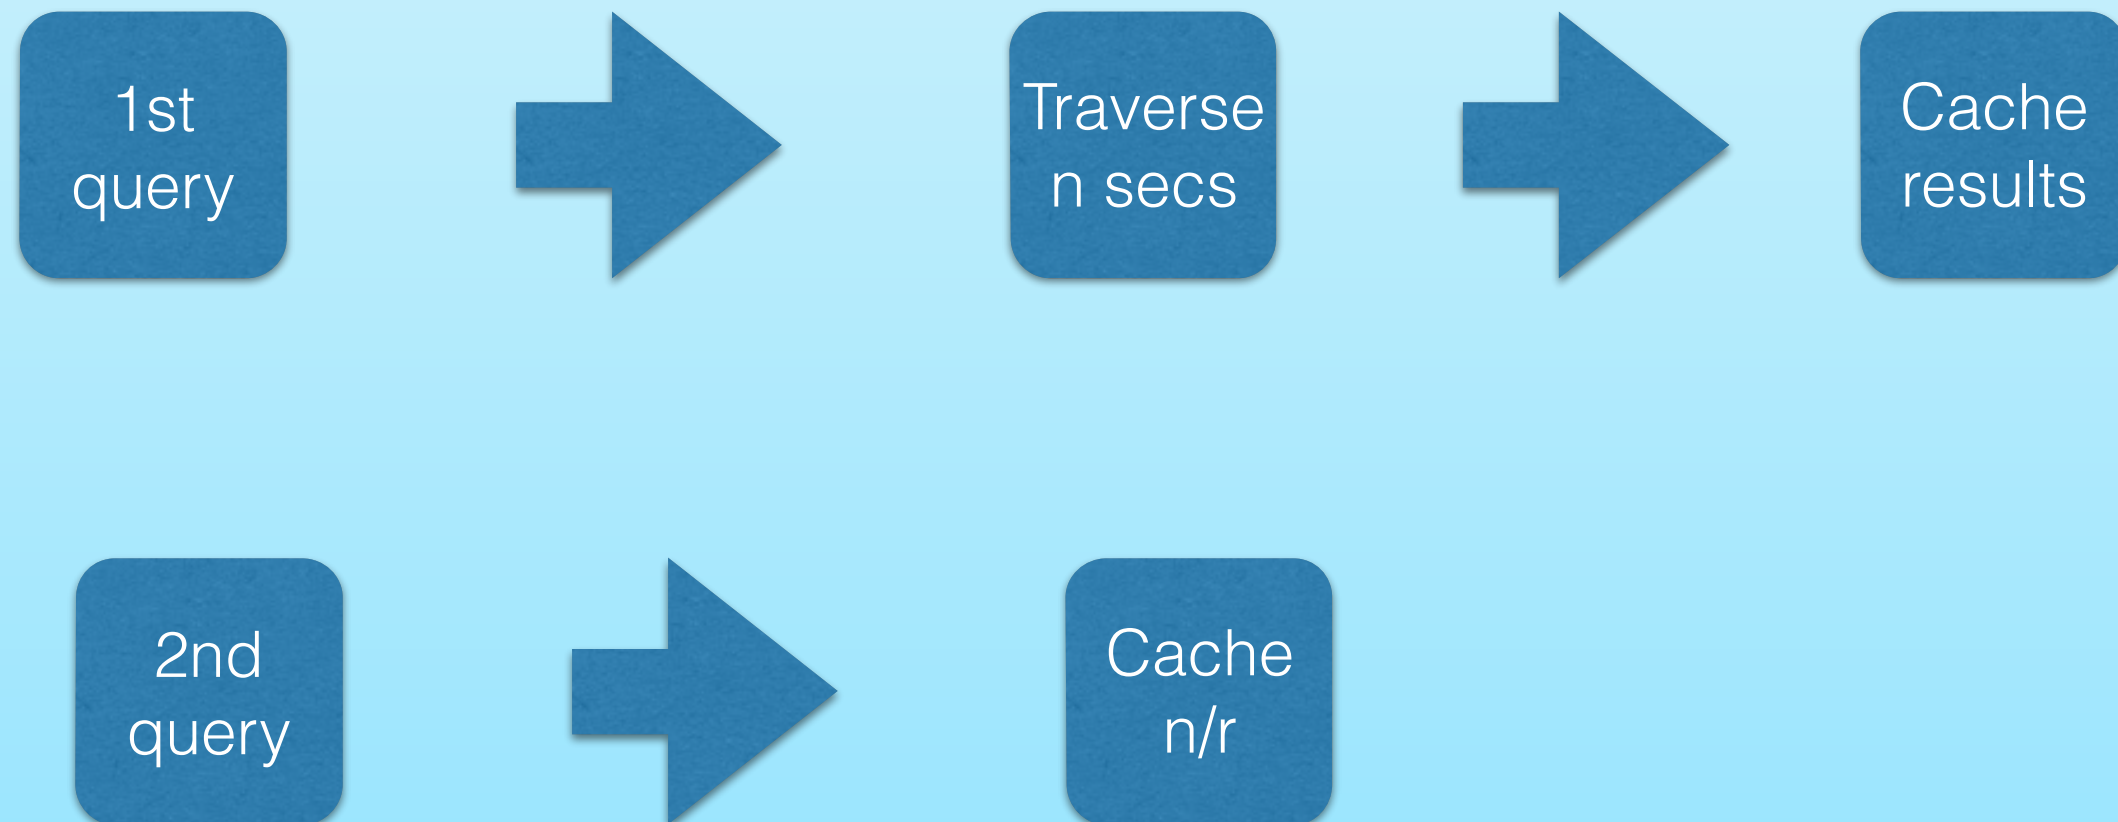 1st
query
Traverse
n secs
Cache
results
2nd
query
Cache
n/r